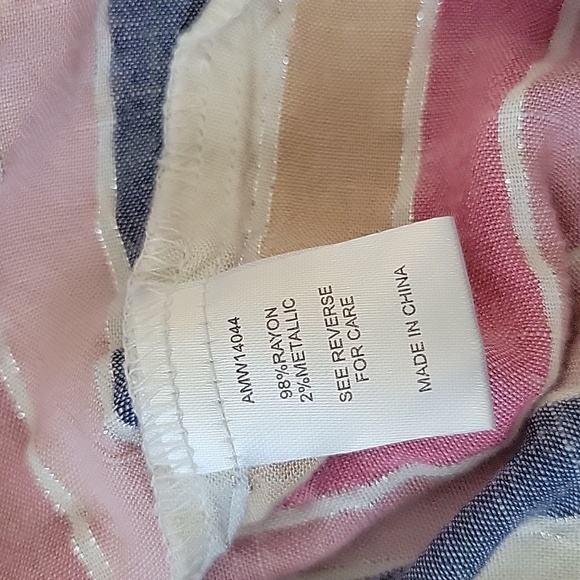 AMW14044
98%RAYON
2%METALLIC
SEE REVERSE
FOR CARE
MADE IN CHINA